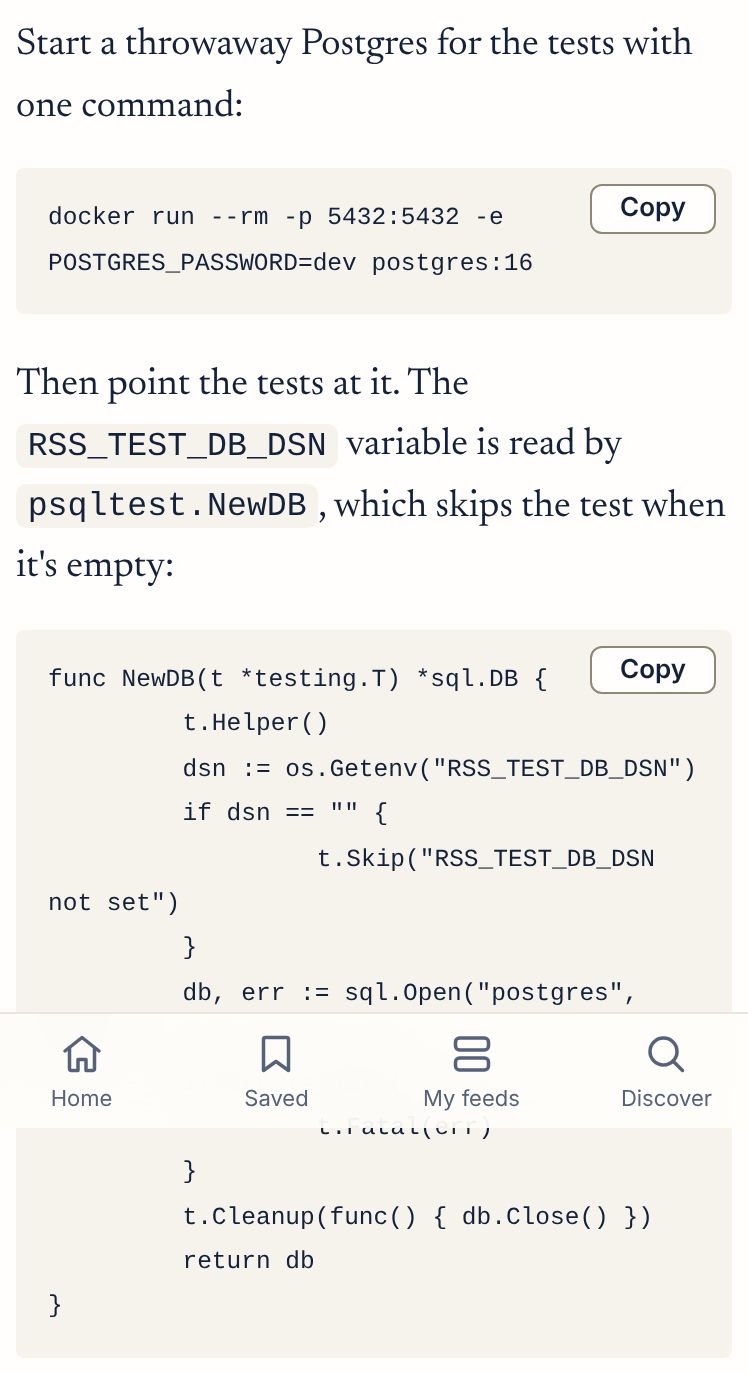 Start a throwaway Postgres for the tests with
one command:
docker run --rm -p 5432:5432 -e
Copy
POSTGRES_PASSWORD=dev postgres:16
Then point the tests at it. The
RSS_TEST_DB_DSN variable is read by
psqltest.NewDB, which skips the test when
it's empty:
func NewDB(t *testing.T) *sql.DB {
Copy
t.Helper()
dsn := os.Getenv("RSS_TEST_DB_DSN")
if dsn == "" {
t.Skip("RSS_TEST_DB_DSN
not set")
}
db, err := sql.Open("postgres",
Home
Saved
My feeds
Discover
t.Fatal(err)
}
t.Cleanup(func() { db.Close() })
return db
}